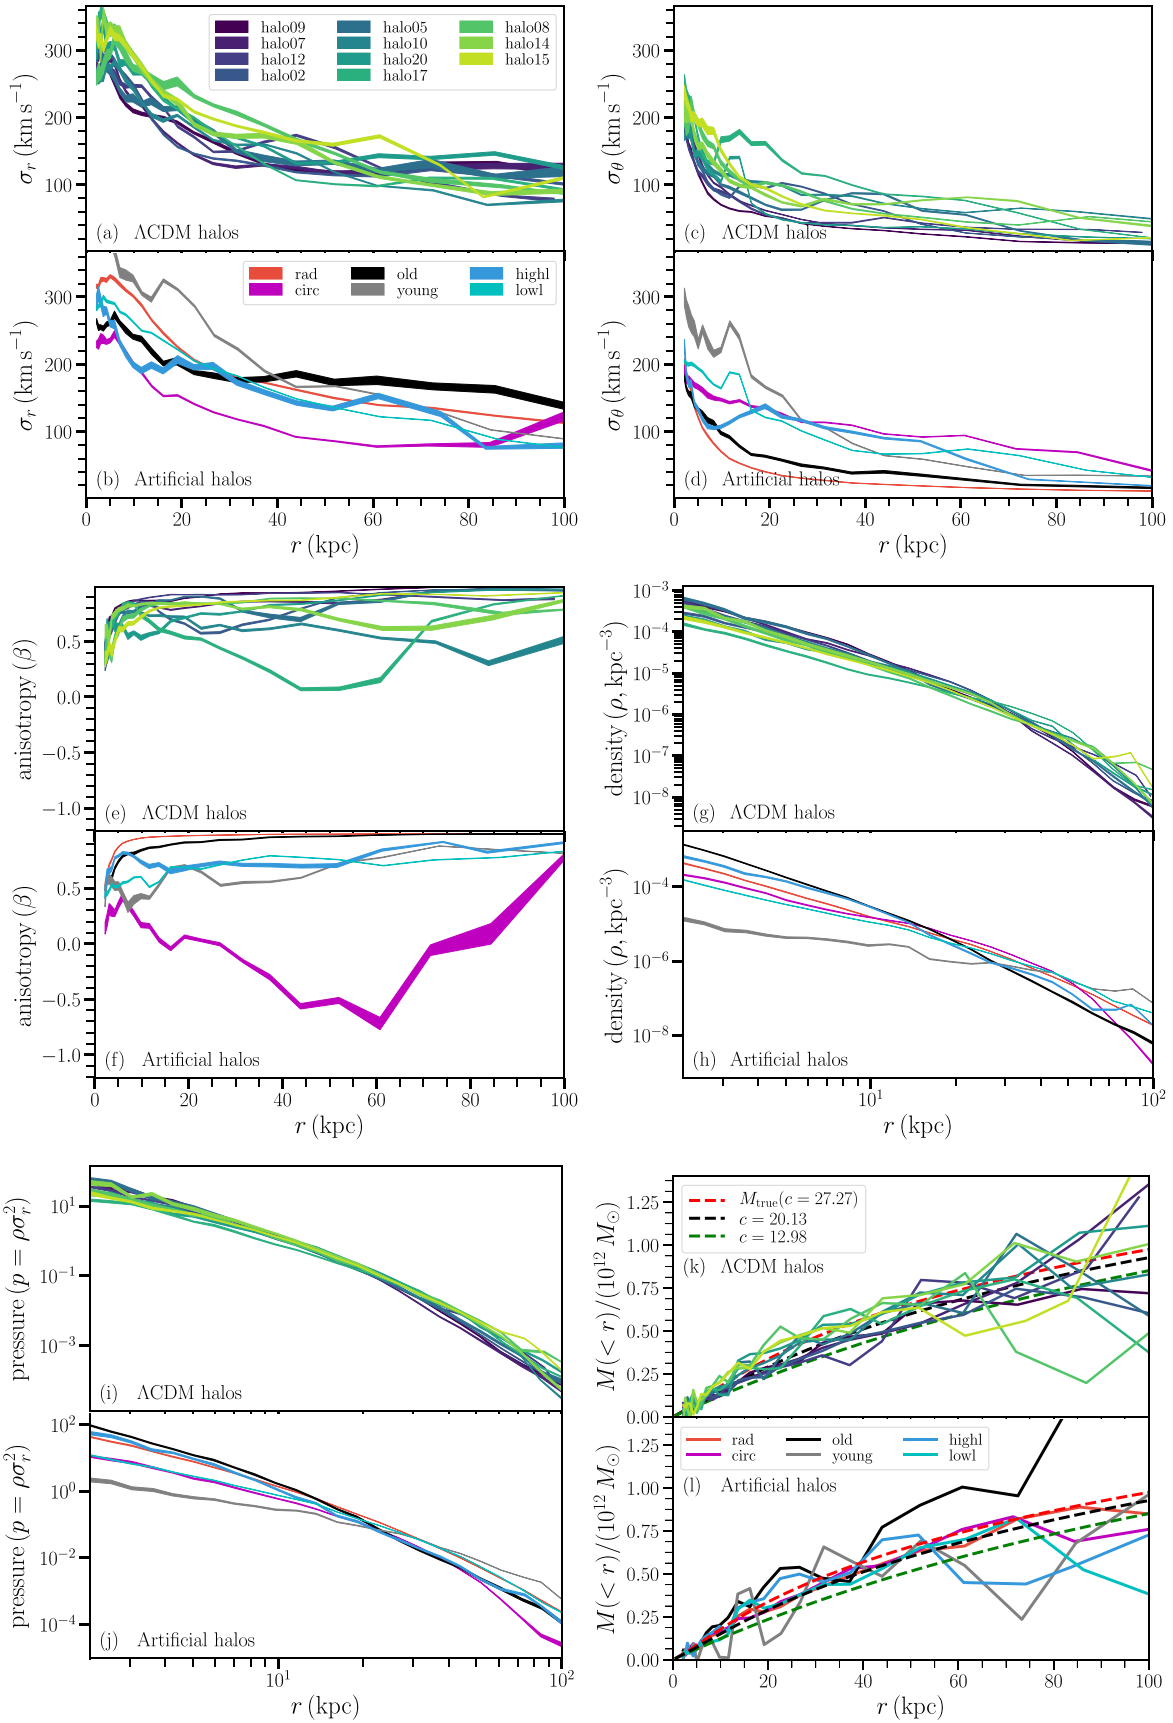 300
200
100
σ_r (km s⁻¹)
halo09 halo05 halo08
halo07 halo10 halo14
halo12 halo20 halo15
halo02 halo17
(a) ΛCDM halos
300
200
100
σ_r (km s⁻¹)
rad old highl
circ young lowl
(b) Artificial halos
0 20 40 60 80 100
r (kpc)
300
200
100
σ_θ (km s⁻¹)
(c) ΛCDM halos
300
200
100
σ_θ (km s⁻¹)
(d) Artificial halos
0 20 40 60 80 100
r (kpc)
0.5
0.0
−0.5
−1.0
anisotropy (β)
(e) ΛCDM halos
0.5
0.0
−0.5
−1.0
anisotropy (β)
(f) Artificial halos
0 20 40 60 80 100
r (kpc)
10⁻³
10⁻⁴
10⁻⁵
10⁻⁶
10⁻⁷
10⁻⁸
density (ρ, kpc⁻³)
(g) ΛCDM halos
10⁻⁴
10⁻⁶
10⁻⁸
density (ρ, kpc⁻³)
(h) Artificial halos
10¹ 10²
r (kpc)
10¹
10⁻¹
10⁻³
pressure (p = ρσ_r²)
(i) ΛCDM halos
10²
10⁰
10⁻²
10⁻⁴
pressure (p = ρσ_r²)
(j) Artificial halos
10¹ 10²
r (kpc)
1.25
1.00
0.75
0.50
0.25
0.00
M(< r)/(10¹² M_⊙)
M_true(c = 27.27)
c = 20.13
c = 12.98
(k) ΛCDM halos
1.25
1.00
0.75
0.50
0.25
0.00
M(< r)/(10¹² M_⊙)
rad old highl
circ young lowl
(l) Artificial halos
0 20 40 60 80 100
r (kpc)